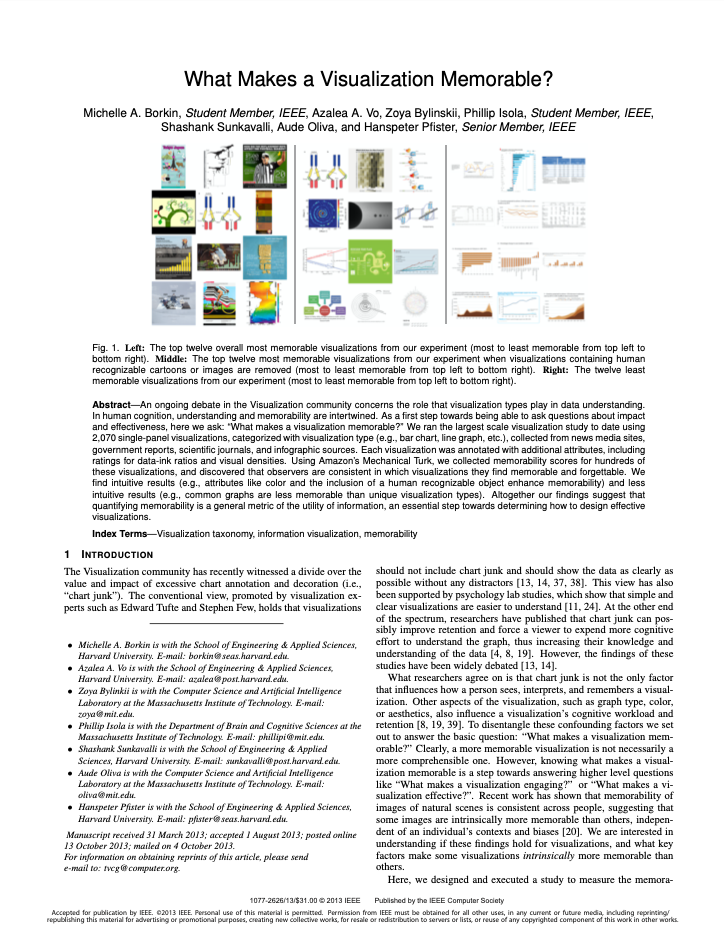 What Makes a Visualization Memorable?
Michelle A. Borkin, Student Member, IEEE, Azalea A. Vo, Zoya Bylinskii, Phillip Isola, Student Member, IEEE,
Shashank Sunkavalli, Aude Oliva, and Hanspeter Pfister, Senior Member, IEEE
Fig. 1. Left: The top twelve overall most memorable visualizations from our experiment (most to least memorable from top left to
bottom right). Middle: The top twelve most memorable visualizations from our experiment when visualizations containing human
recognizable cartoons or images are removed (most to least memorable from top left to bottom right). Right: The twelve least
memorable visualizations from our experiment (most to least memorable from top left to bottom right).
Abstract—An ongoing debate in the Visualization community concerns the role that visualization types play in data understanding.
In human cognition, understanding and memorability are intertwined. As a first step towards being able to ask questions about impact
and effectiveness, here we ask: "What makes a visualization memorable?" We ran the largest scale visualization study to date using
2,070 single-panel visualizations, categorized with visualization type (e.g., bar chart, line graph, etc.), collected from news media sites,
government reports, scientific journals, and infographic sources. Each visualization was annotated with additional attributes, including
ratings for data-ink ratios and visual densities. Using Amazon's Mechanical Turk, we collected memorability scores for hundreds of
these visualizations, and discovered that observers are consistent in which visualizations they find memorable and forgettable. We
find intuitive results (e.g., attributes like color and the inclusion of a human recognizable object enhance memorability) and less
intuitive results (e.g., common graphs are less memorable than unique visualization types). Altogether our findings suggest that
quantifying memorability is a general metric of the utility of information, an essential step towards determining how to design effective
visualizations.
Index Terms—Visualization taxonomy, information visualization, memorability
1 INTRODUCTION
The Visualization community has recently witnessed a divide over the
value and impact of excessive chart annotation and decoration (i.e.,
"chart junk"). The conventional view, promoted by visualization ex-
perts such as Edward Tufte and Stephen Few, holds that visualizations
• Michelle A. Borkin is with the School of Engineering & Applied Sciences,
Harvard University. E-mail: borkin@seas.harvard.edu.
• Azalea A. Vo is with the School of Engineering & Applied Sciences,
Harvard University. E-mail: azalea@post.harvard.edu.
• Zoya Bylinkii is with the Computer Science and Artificial Intelligence
Laboratory at the Massachusetts Institute of Technology. E-mail:
zoya@mit.edu.
• Phillip Isola is with the Department of Brain and Cognitive Sciences at the
Massachusetts Institute of Technology. E-mail: phillipi@mit.edu.
• Shashank Sunkavalli is with the School of Engineering & Applied
Sciences, Harvard University. E-mail: sunkavalli@post.harvard.edu.
• Aude Oliva is with the Computer Science and Artificial Intelligence
Laboratory at the Massachusetts Institute of Technology. E-mail:
oliva@mit.edu.
• Hanspeter Pfister is with the School of Engineering & Applied Sciences,
Harvard University. E-mail: pfister@seas.harvard.edu.
Manuscript received 31 March 2013; accepted 1 August 2013; posted online
13 October 2013; mailed on 4 October 2013.
For information on obtaining reprints of this article, please send
e-mail to: tvcg@computer.org.
should not include chart junk and should show the data as clearly as
possible without any distractors [13, 14, 37, 38]. This view has also
been supported by psychology lab studies, which show that simple and
clear visualizations are easier to understand [11, 24]. At the other end
of the spectrum, researchers have published that chart junk can pos-
sibly improve retention and force a viewer to expend more cognitive
effort to understand the graph, thus increasing their knowledge and
understanding of the data [4, 8, 19]. However, the findings of these
studies have been widely debated [13, 14].
What researchers agree on is that chart junk is not the only factor
that influences how a person sees, interprets, and remembers a visual-
ization. Other aspects of the visualization, such as graph type, color,
or aesthetics, also influence a visualization's cognitive workload and
retention [8, 19, 39]. To disentangle these confounding factors we set
out to answer the basic question: "What makes a visualization mem-
orable?" Clearly, a more memorable visualization is not necessarily a
more comprehensible one. However, knowing what makes a visual-
ization memorable is a step towards answering higher level questions
like "What makes a visualization engaging?" or "What makes a vi-
sualization effective?". Recent work has shown that memorability of
images of natural scenes is consistent across people, suggesting that
some images are intrinsically more memorable than others, indepen-
dent of an individual's contexts and biases [20]. We are interested in
understanding if these findings hold for visualizations, and what key
factors make some visualizations intrinsically more memorable than
others.
Here, we designed and executed a study to measure the memora-
1077-2626/13/$31.00 © 2013 IEEE Published by the IEEE Computer Society
Accepted for publication by IEEE. ©2013 IEEE. Personal use of this material is permitted. Permission from IEEE must be obtained for all other uses, in any current or future media, including reprinting/
republishing this material for advertising or promotional purposes, creating new collective works, for resale or redistribution to servers or lists, or reuse of any copyrighted component of this work in other works.